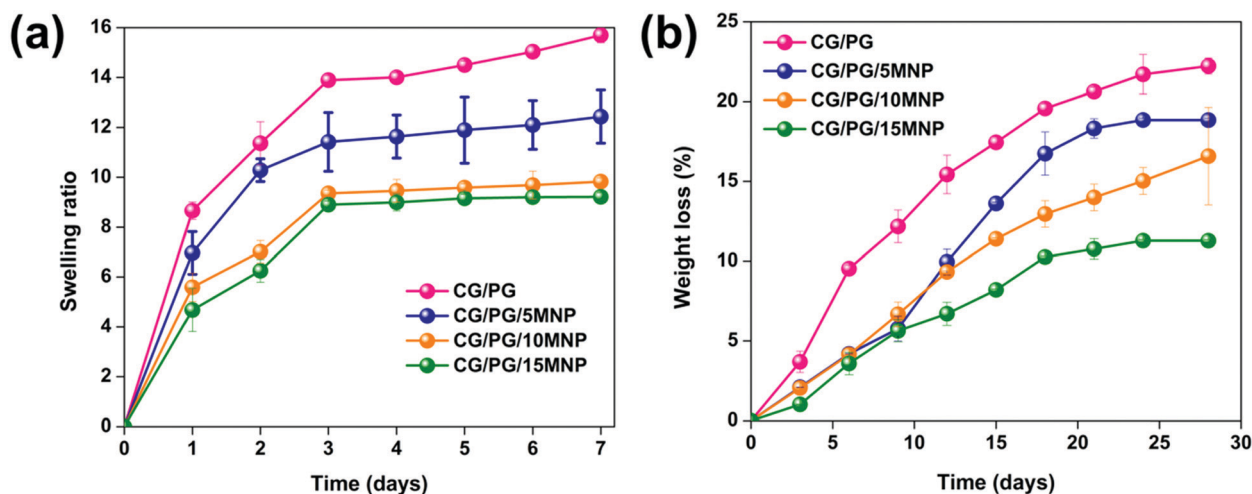 (a)
16
14
12
10
8
6
4
2
0
Swelling ratio
0 1 2 3 4 5 6 7
Time (days)
CG/PG
CG/PG/5MNP
CG/PG/10MNP
CG/PG/15MNP
(b)
25
20
15
10
5
0
Weight loss (%)
0 5 10 15 20 25 30
Time (days)
CG/PG
CG/PG/5MNP
CG/PG/10MNP
CG/PG/15MNP